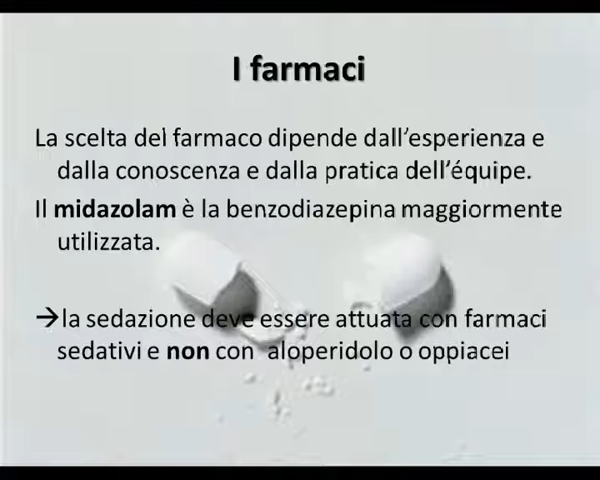 I farmaci
La scelta del farmaco dipende dall'esperienza e
dalla conoscenza e dalla pratica dell'équipe.
Il midazolam è la benzodiazepina maggiormente
utilizzata.
→la sedazione deve essere attuata con farmaci
sedativi e non con aloperidolo o oppiacei